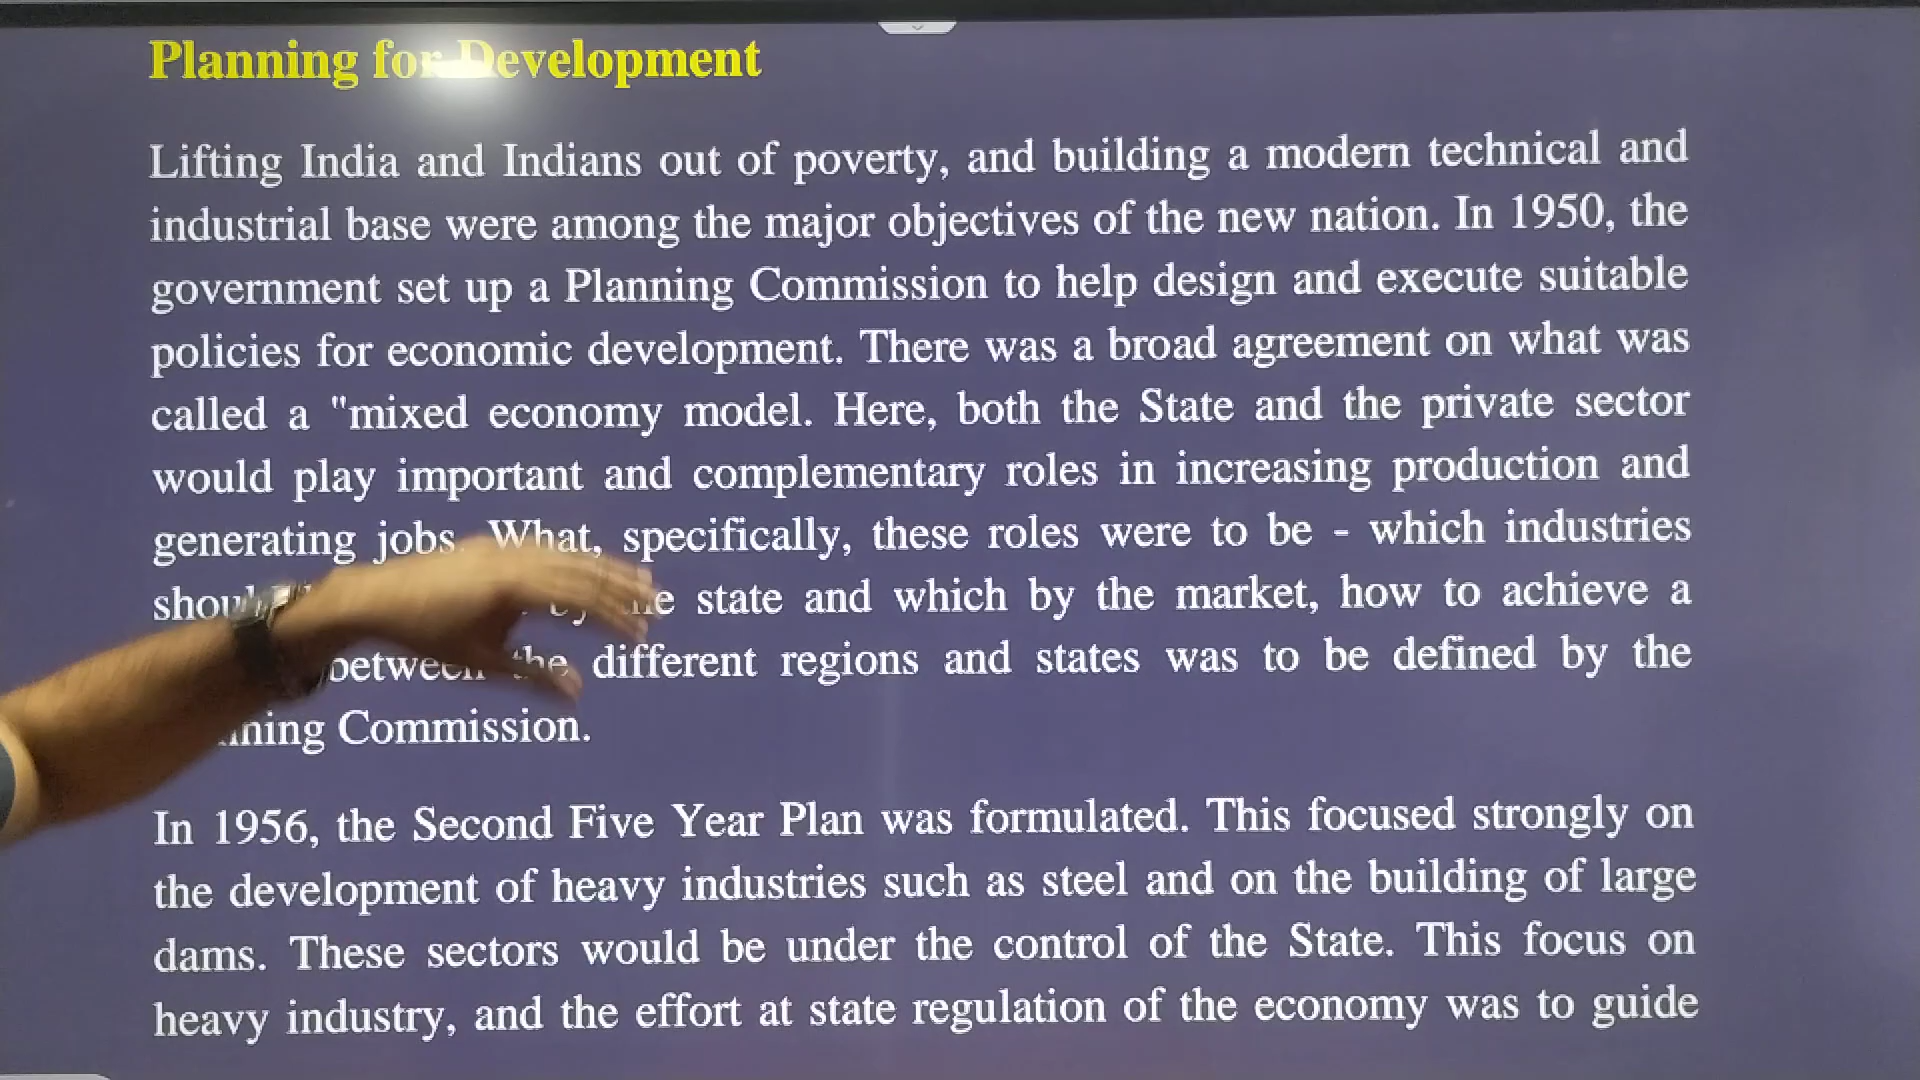 Planning for Development
Lifting India and Indians out of poverty, and building a modern technical and
industrial base were among the major objectives of the new nation. In 1950, the
government set up a Planning Commission to help design and execute suitable
policies for economic development. There was a broad agreement on what was
called a "mixed economy model. Here, both the State and the private sector
would play important and complementary roles in increasing production and
generating jobs. What, specifically, these roles were to be - which industries
state and which by the market, how to achieve a
between the different regions and states was to be defined by the
Commission.
In 1956, the Second Five Year Plan was formulated. This focused strongly on
the development of heavy industries such as steel and on the building of large
dams. These sectors would be under the control of the State. This focus on
heavy industry, and the effort at state regulation of the economy was to guide